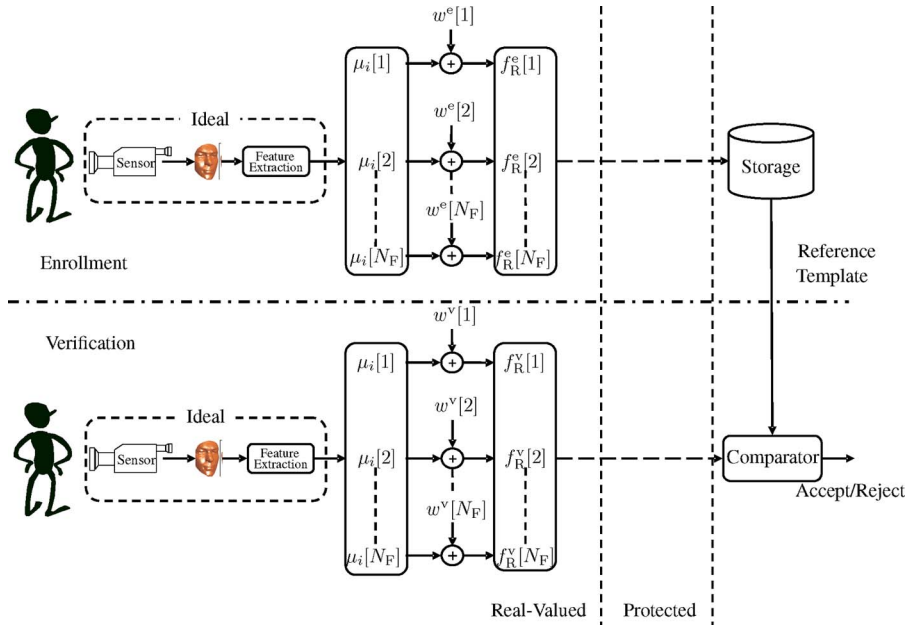 w^e[1]
μ_i[1]
f_R^e[1]
Ideal
w^e[2]
Sensor
Feature
Extraction
μ_i[2]
f_R^e[2]
Storage
w^e[N_F]
Enrollment
μ_i[N_F]
f_R^e[N_F]
Reference
Template
Verification
w^v[1]
μ_i[1]
f_R^v[1]
Ideal
w^v[2]
Sensor
Feature
Extraction
μ_i[2]
f_R^v[2]
Comparator
Accept/Reject
w^v[N_F]
μ_i[N_F]
f_R^v[N_F]
Real-Valued
Protected